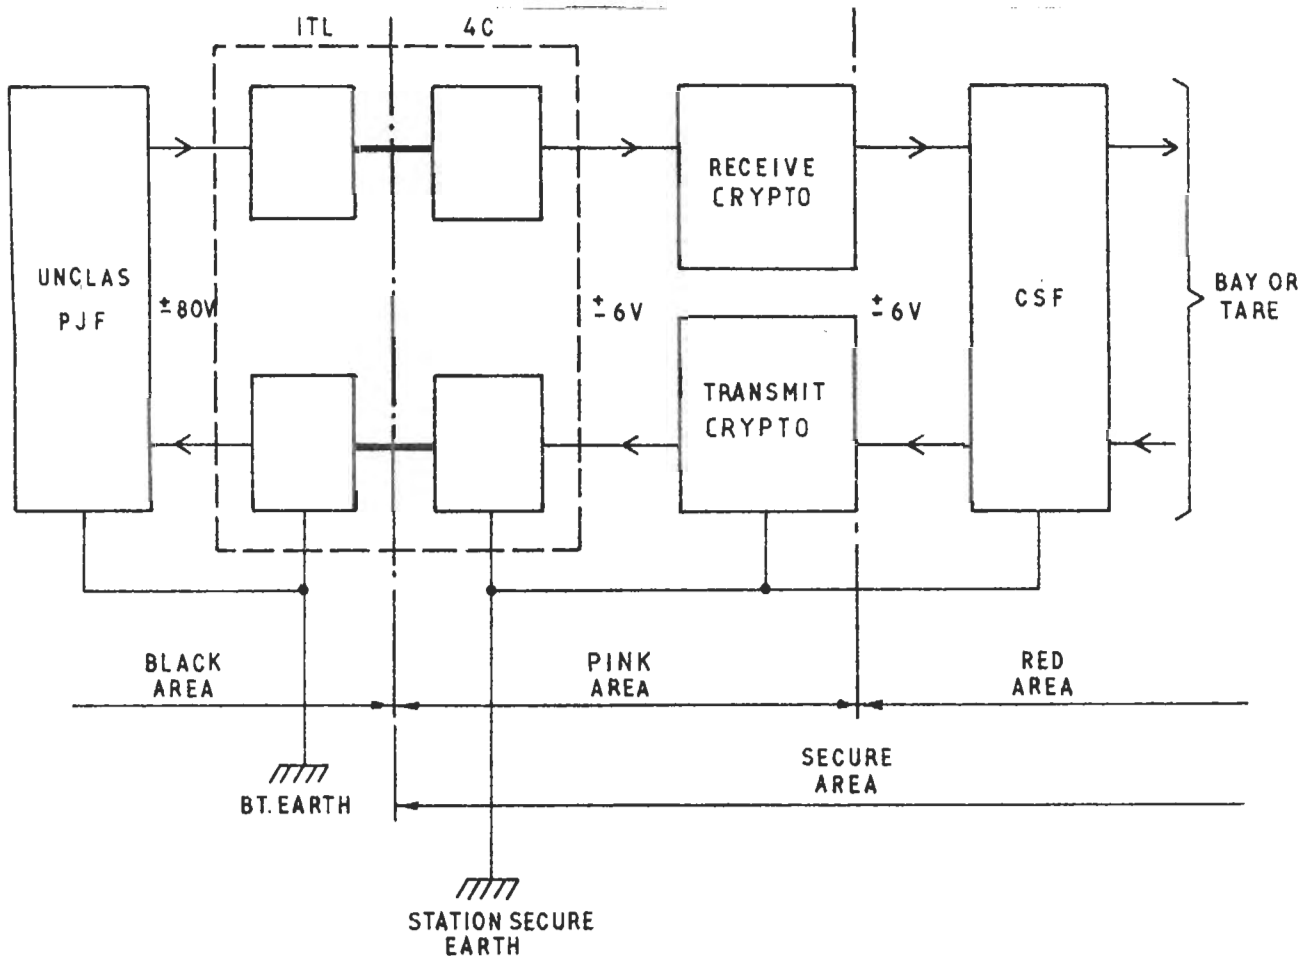 ITL
4C
UNCLAS
PJF
±80V
±6V
RECEIVE
CRYPTO
TRANSMIT
CRYPTO
±6V
CSF
BAY OR
TARE
BLACK
AREA
PINK
AREA
RED
AREA
SECURE
AREA
BT. EARTH
STATION SECURE
EARTH